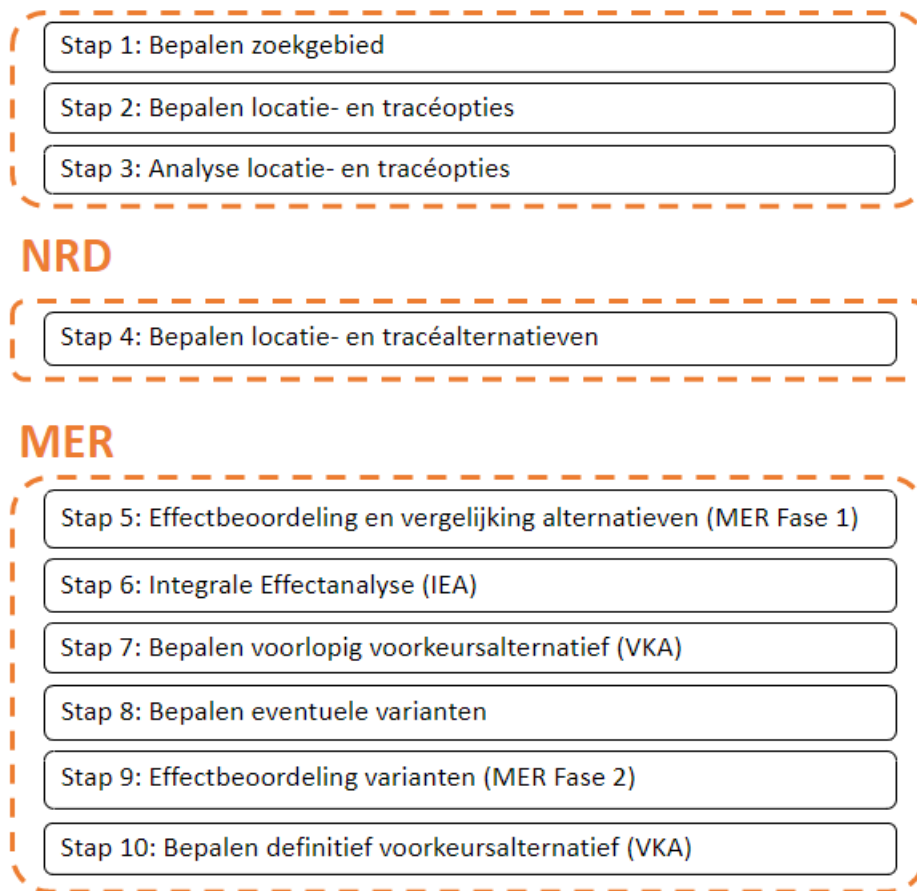 Stap 1: Bepalen zoekgebied
Stap 2: Bepalen locatie- en tracéopties
Stap 3: Analyse locatie- en tracéopties
NRD
Stap 4: Bepalen locatie- en tracéalternatieven
MER
Stap 5: Effectbeoordeling en vergelijking alternatieven (MER Fase 1)
Stap 6: Integrale Effectanalyse (IEA)
Stap 7: Bepalen voorlopig voorkeursalternatief (VKA)
Stap 8: Bepalen eventuele varianten
Stap 9: Effectbeoordeling varianten (MER Fase 2)
Stap 10: Bepalen definitief voorkeursalternatief (VKA)